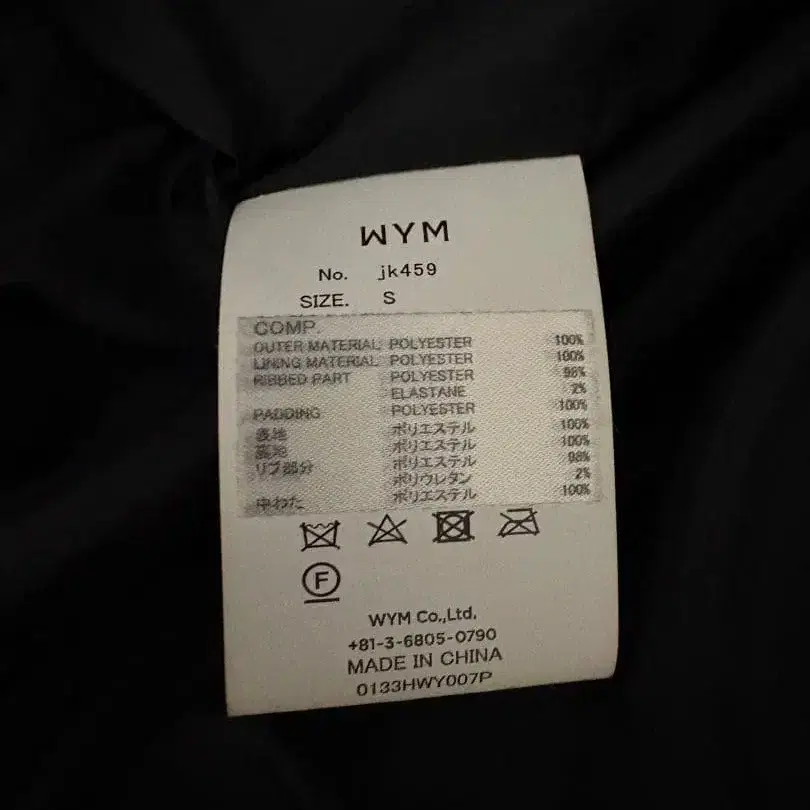 WYM
No. jk459
SIZE. S
COMP.
OUTER MATERIAL POLYESTER 100%
LINING MATERIAL POLYESTER 100%
RIBBED PART POLYESTER 98%
ELASTANE 2%
PADDING POLYESTER 100%
表地 ポリエステル 100%
裏地 ポリエステル 100%
リブ部分 ポリエステル 98%
ポリウレタン 2%
中わた ポリエステル 100%
F
WYM Co.,Ltd.
+81-3-6805-0790
MADE IN CHINA
0133HWY007P